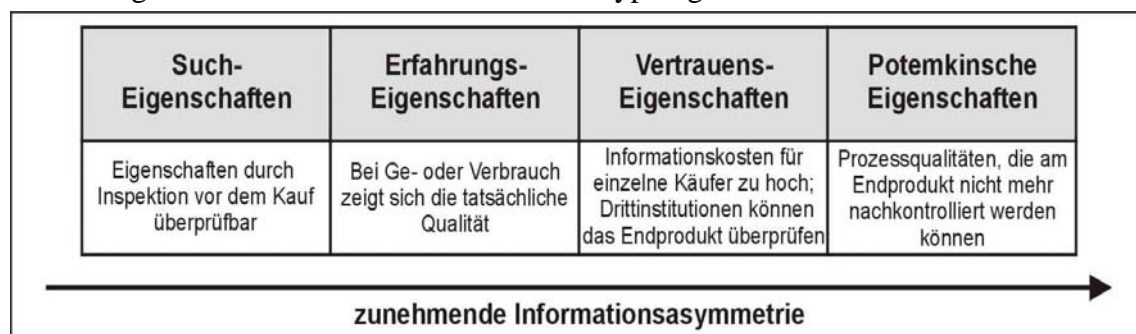 Such-
Eigenschaften
Erfahrungs-
Eigenschaften
Vertrauens-
Eigenschaften
Potemkinsche
Eigenschaften
Eigenschaften durch
Inspektion vor dem Kauf
überprüfbar
Bei Ge- oder Verbrauch
zeigt sich die tatsächliche
Qualität
Informationskosten für
einzelne Käufer zu hoch;
Drittinstitutionen können
das Endprodukt überprüfen
Prozessqualitäten, die am
Endprodukt nicht mehr
nachkontrolliert werden
können
zunehmende Informationsasymmetrie